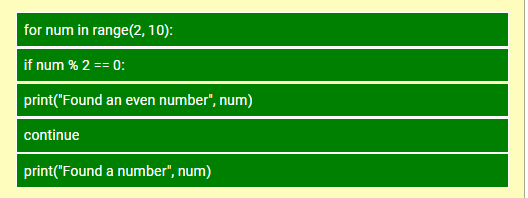 for num in range(2, 10):
if num % 2 == 0:
print("Found an even number", num)
continue
print("Found a number", num)